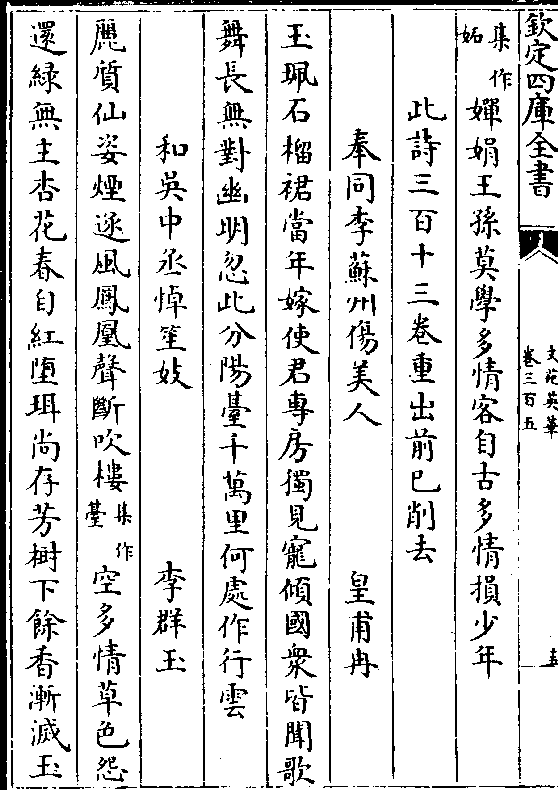 欽定四庫全書
文苑英華
卷三百五
集作妬嬋娟王孫莫學多情客自古多情損少年
此詩三百十三卷重出前已削去
奉同李蘇州傷美人 皇甫冉
玉珮石榴裙當年嫁使君專房獨見寵傾國衆皆聞歌
舞長無對幽明忽此分陽臺千萬里何處作行雲
和吳中丞悼笙妓 李群玉
麗質仙姿煙逐風鳳凰聲斷吹樓集作臺空多情草色怨
還緑無主杏花春自紅堕珥尚存芳樹下餘香漸滅玉